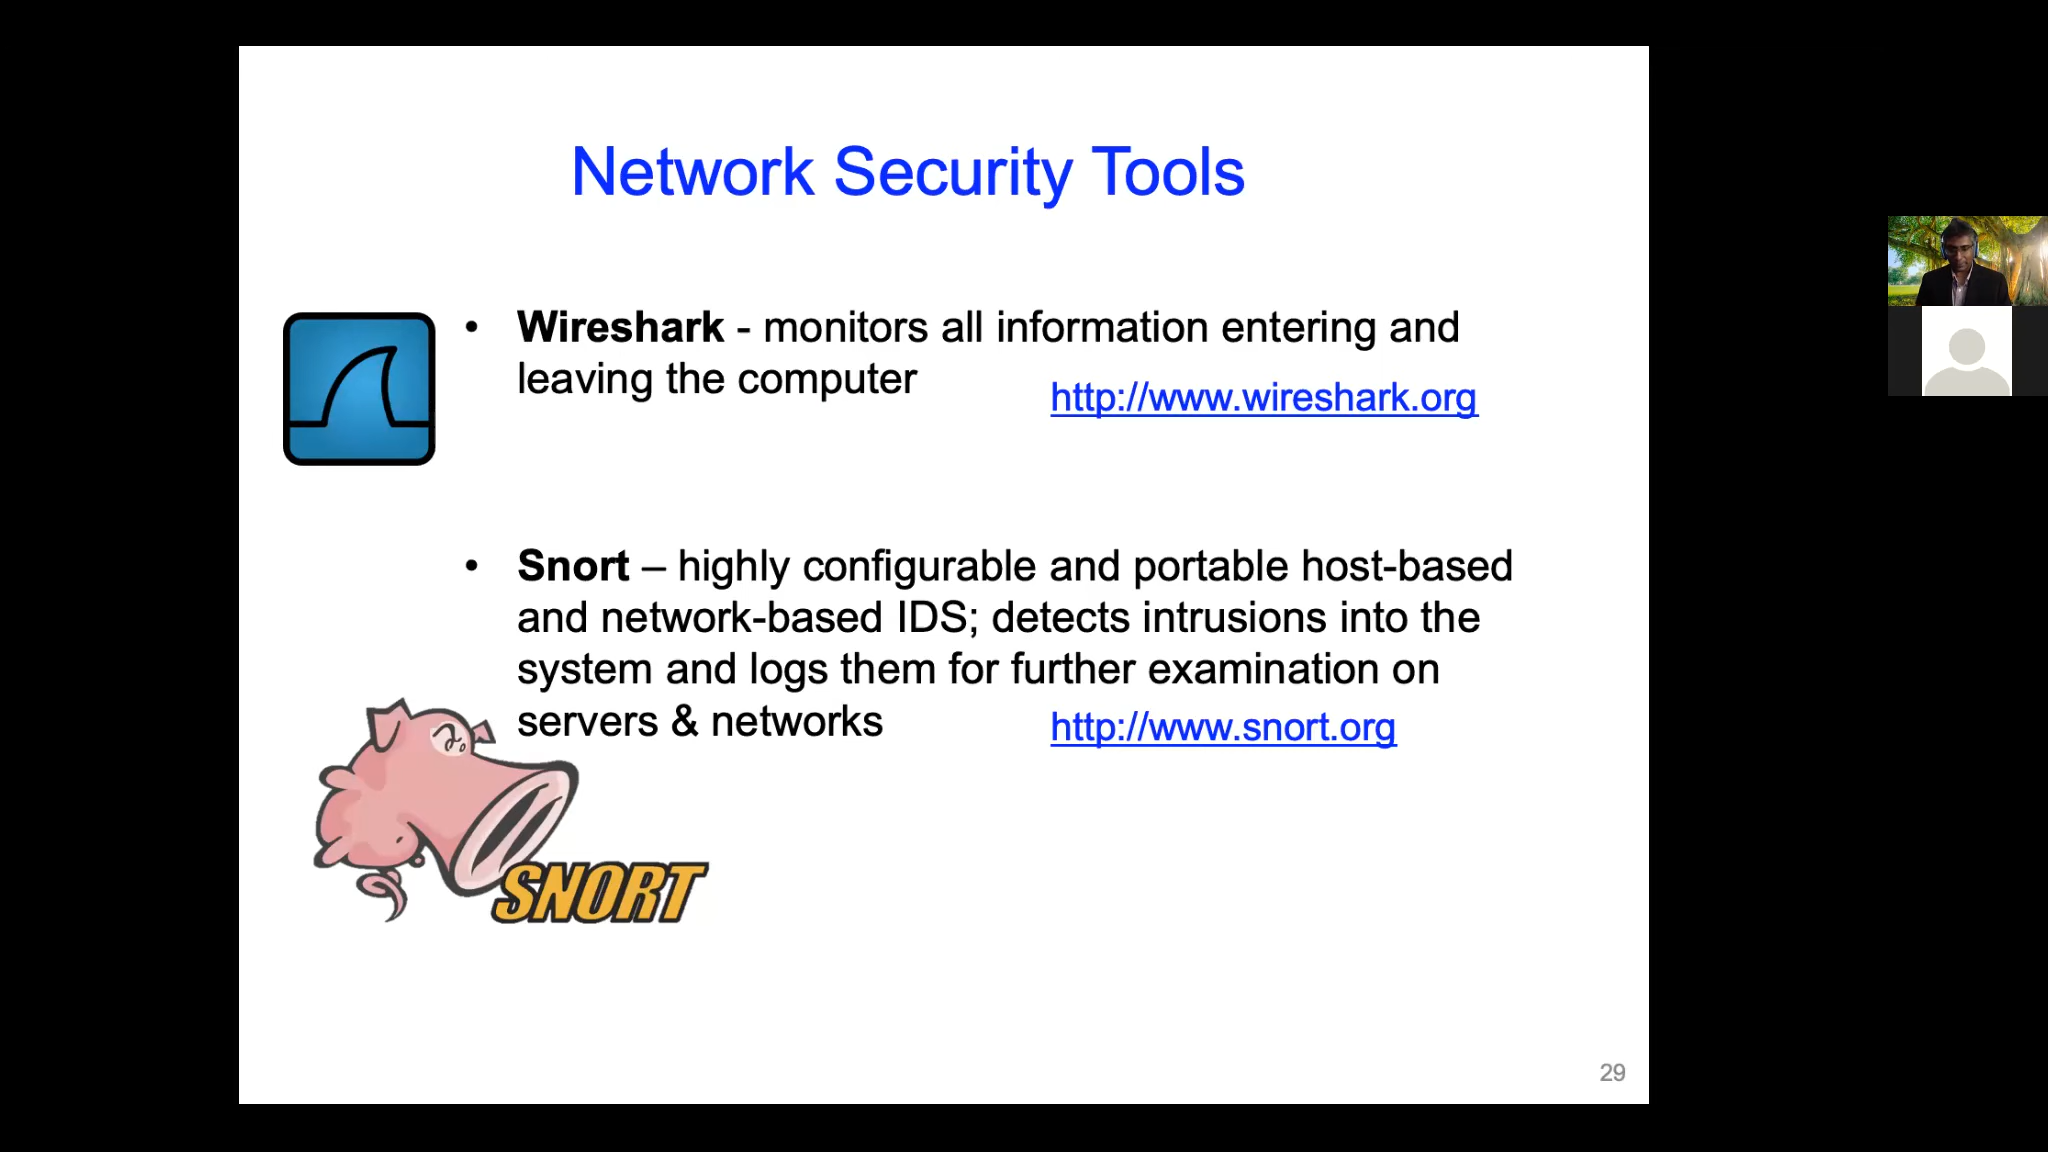 Network Security Tools
• Wireshark - monitors all information entering and
leaving the computer
http://www.wireshark.org
• Snort – highly configurable and portable host-based
and network-based IDS; detects intrusions into the
system and logs them for further examination on
servers & networks
http://www.snort.org
SNORT
29